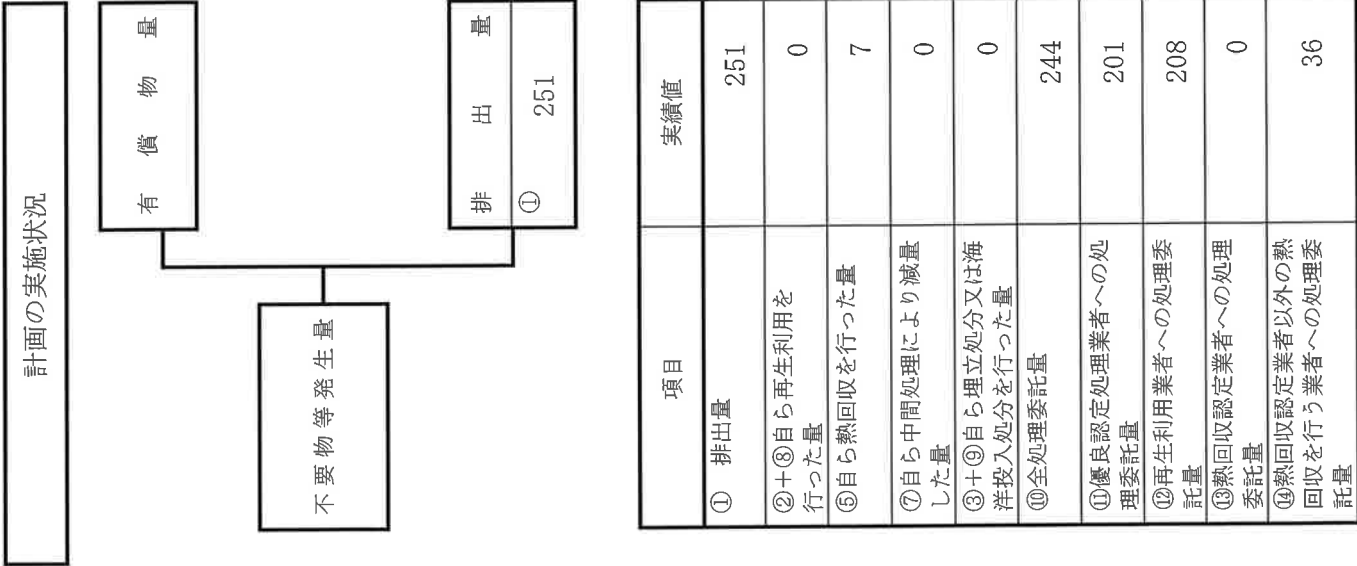 計画の実施状況
有償物量
不要物等発生量
排出量
① 251
項目 実績値
① 排出量 251
②+⑧自ら再生利用を
行った量 0
⑤自ら熱回収を行った量 7
⑦自ら中間処理により減量
した量 0
③+⑨自ら埋立処分又は海
洋投入処分を行った量 0
⑩全処理委託量 244
⑪優良認定処理業者への処
理委託量 201
⑫再生利用業者への処理委
託量 208
⑬熱回収認定業者への処理
委託量 0
⑭熱回収認定業者以外の熱
回収を行う業者への処理委
託量 36